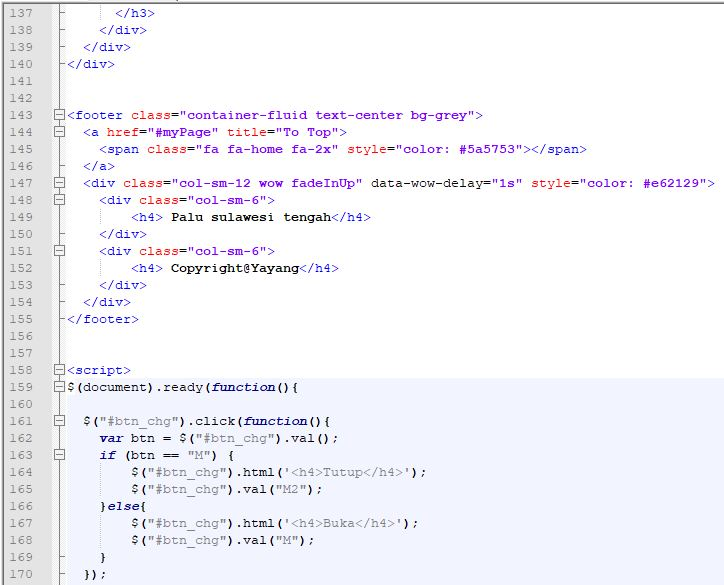 137       </h3>
138     </div>
139   </div>
140 </div>
141
142
143 <footer class="container-fluid text-center bg-grey">
144   <a href="#myPage" title="To Top">
145     <span class="fa fa-home fa-2x" style="color: #5a5753"></span>
146   </a>
147   <div class="col-sm-12 wow fadeInUp" data-wow-delay="1s" style="color: #e62129">
148     <div class="col-sm-6">
149         <h4> Palu sulawesi tengah</h4>
150     </div>
151     <div class="col-sm-6">
152         <h4> Copyright@Yayang</h4>
153     </div>
154   </div>
155 </footer>
156
157
158 <script>
159 $(document).ready(function(){
160
161   $("#btn_chg").click(function(){
162     var btn = $("#btn_chg").val();
163     if (btn == "M") {
164         $("#btn_chg").html('<h4>Tutup</h4>');
165         $("#btn_chg").val("M2");
166     }else{
167         $("#btn_chg").html('<h4>Buka</h4>');
168         $("#btn_chg").val("M");
169     }
170   });